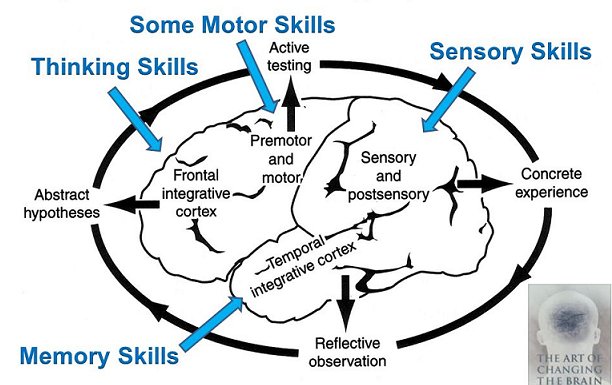 Some Motor Skills
Thinking Skills
Sensory Skills
Active
testing
Premotor
and
motor
Sensory
and
postsensory
Frontal
integrative
cortex
Concrete
experience
Abstract
hypotheses
Temporal
integrative cortex
Reflective
observation
Memory Skills
THE ART OF
CHANGING
THE BRAIN